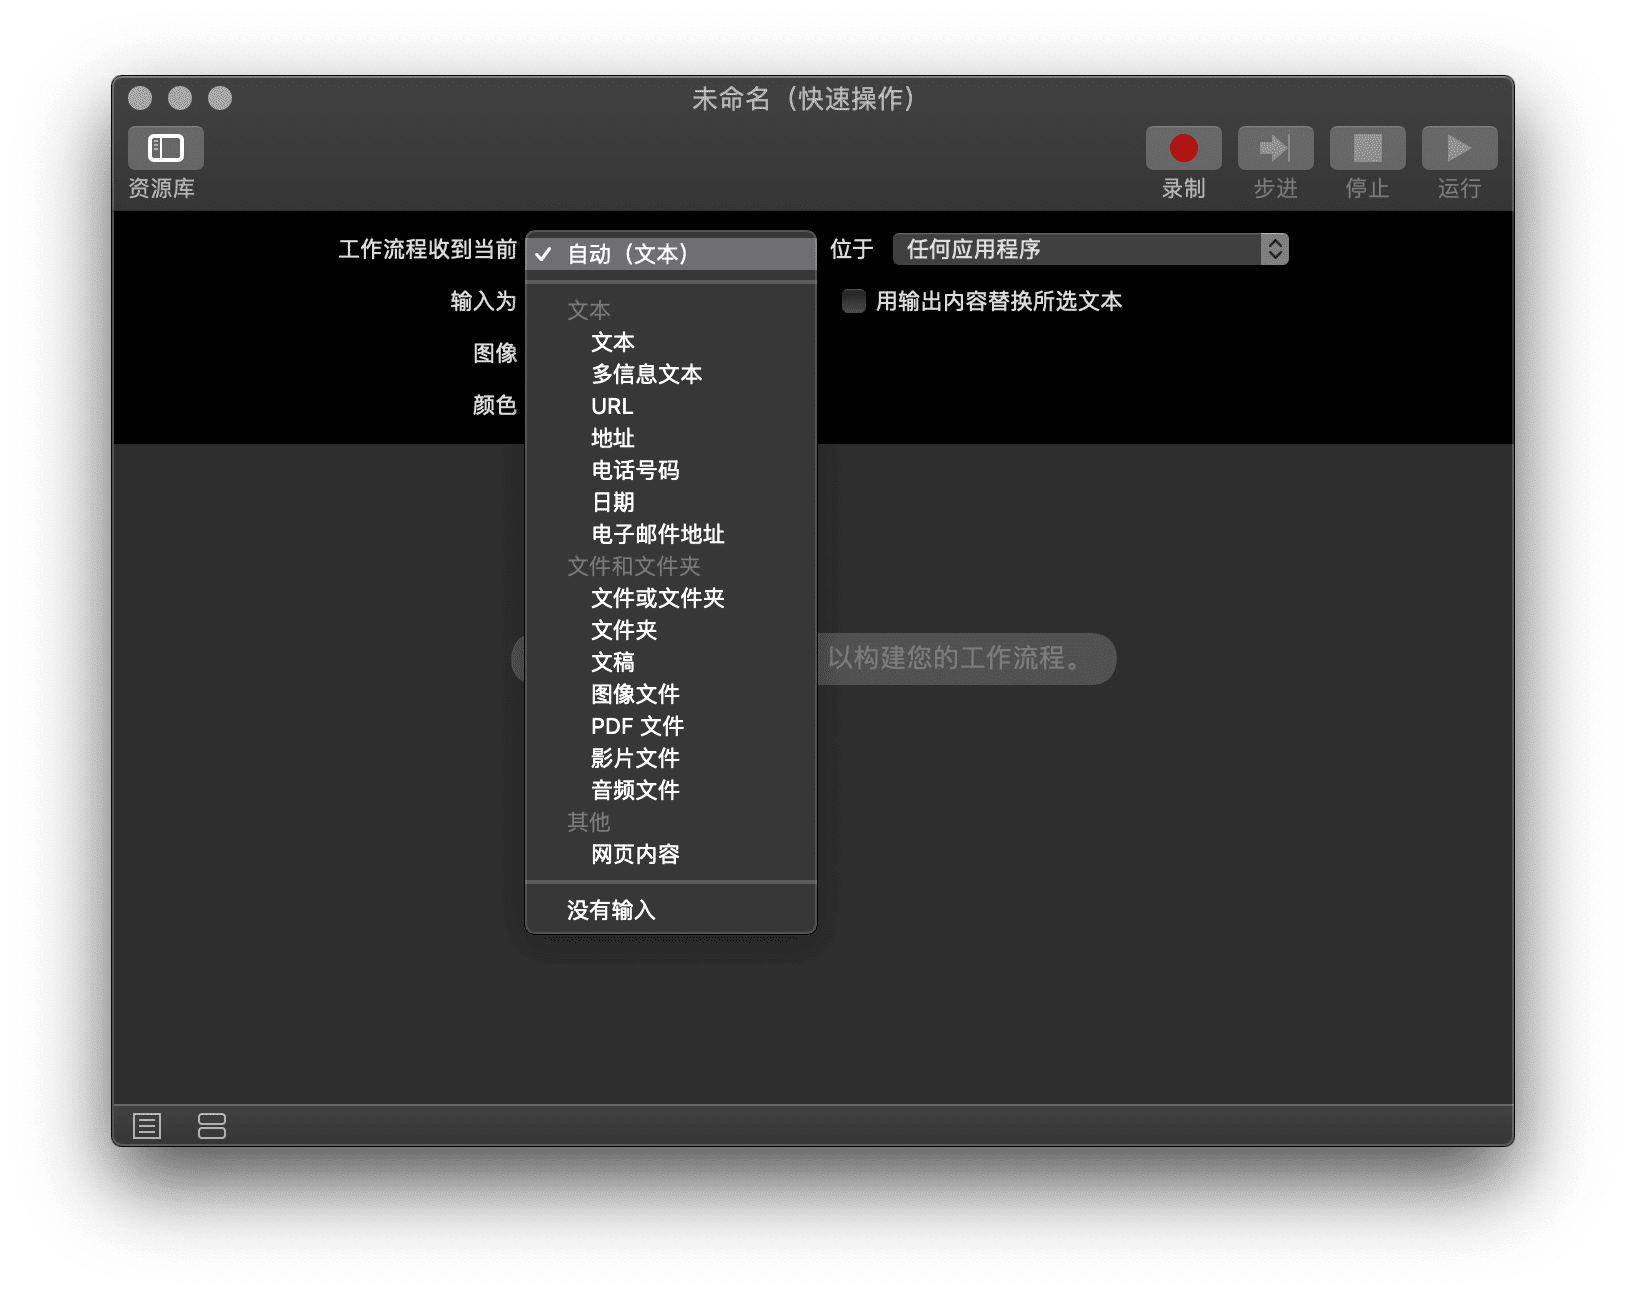 未命名（快速操作）
资源库
录制
步进
停止
运行
工作流程收到当前
自动（文本）
位于
任何应用程序
输入为
用输出内容替换所选文本
图像
颜色
文本
文本
多信息文本
URL
地址
电话号码
日期
电子邮件地址
文件和文件夹
文件或文件夹
文件夹
文稿
图像文件
PDF 文件
影片文件
音频文件
其他
网页内容
没有输入
以构建您的工作流程。